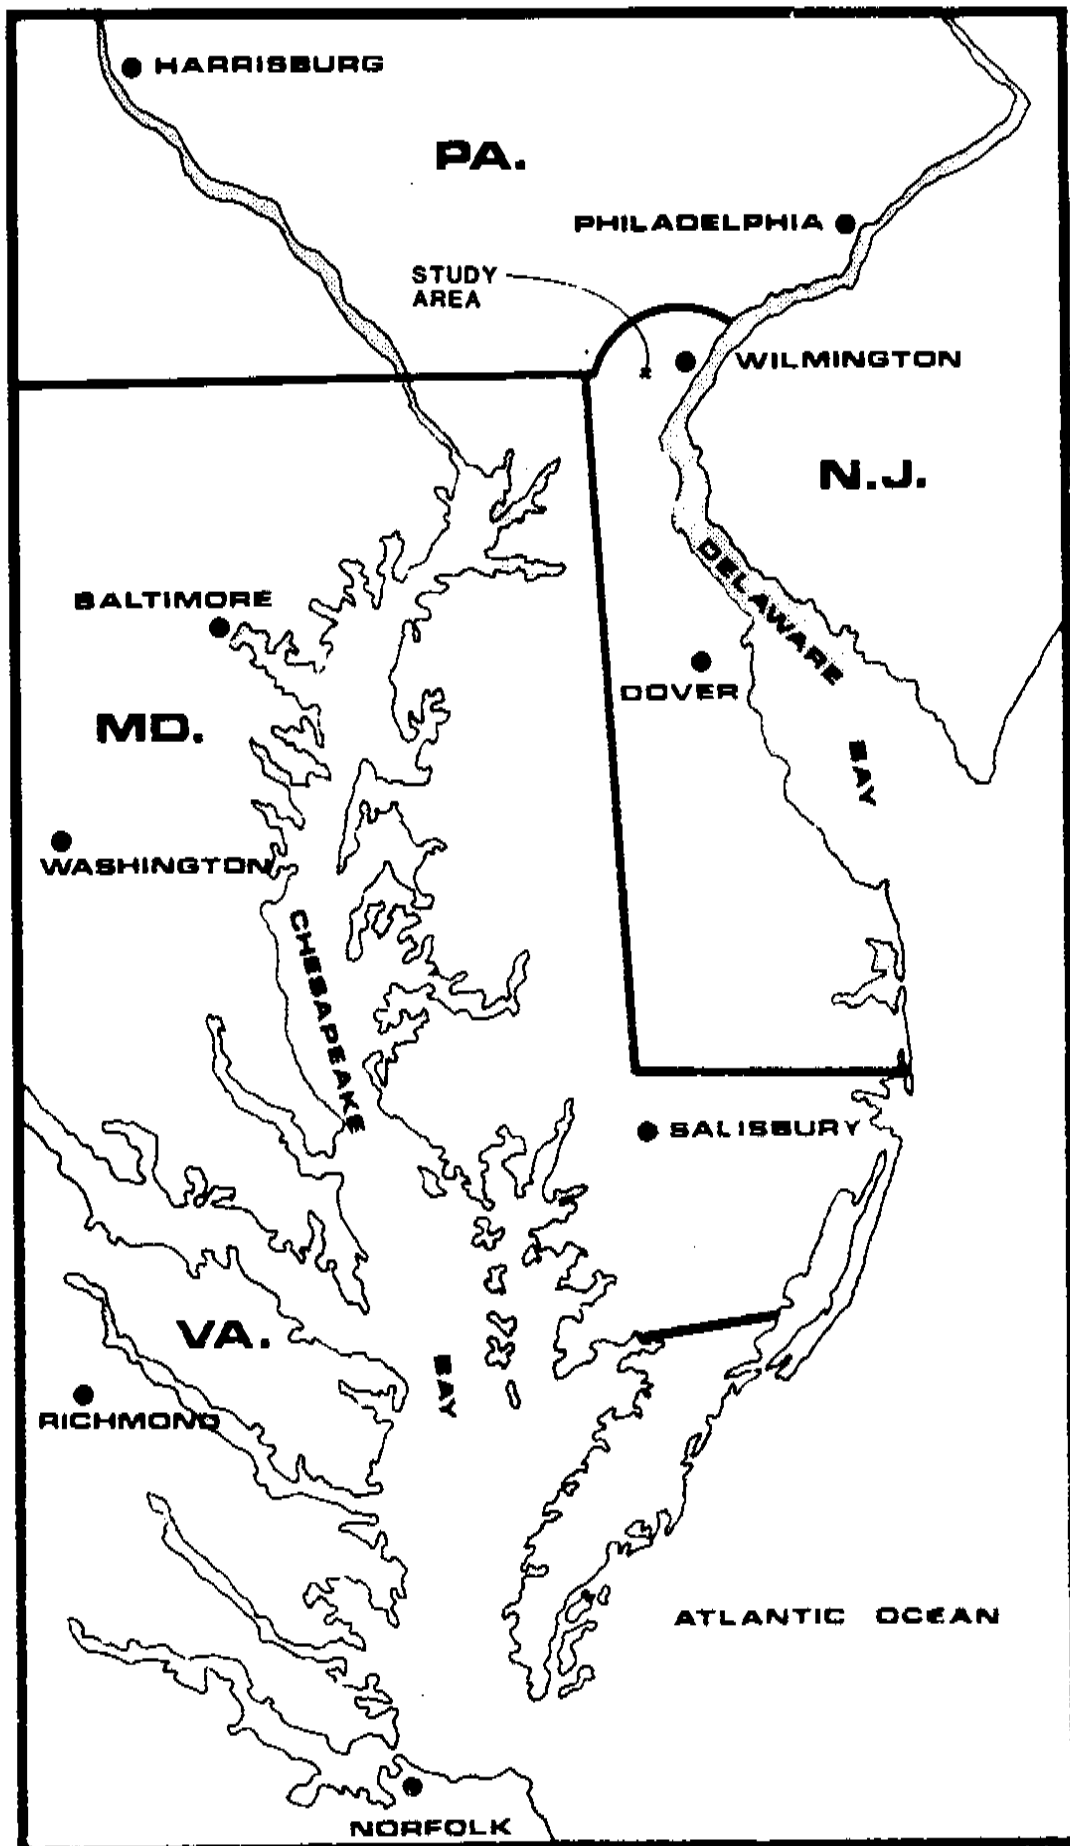 HARRISBURG
PA.
PHILADELPHIA
STUDY
AREA
WILMINGTON
N.J.
DELAWARE
BAY
BALTIMORE
DOVER
MD.
WASHINGTON
CHESAPEAKE
BAY
SALISBURY
VA.
RICHMOND
ATLANTIC OCEAN
NORFOLK